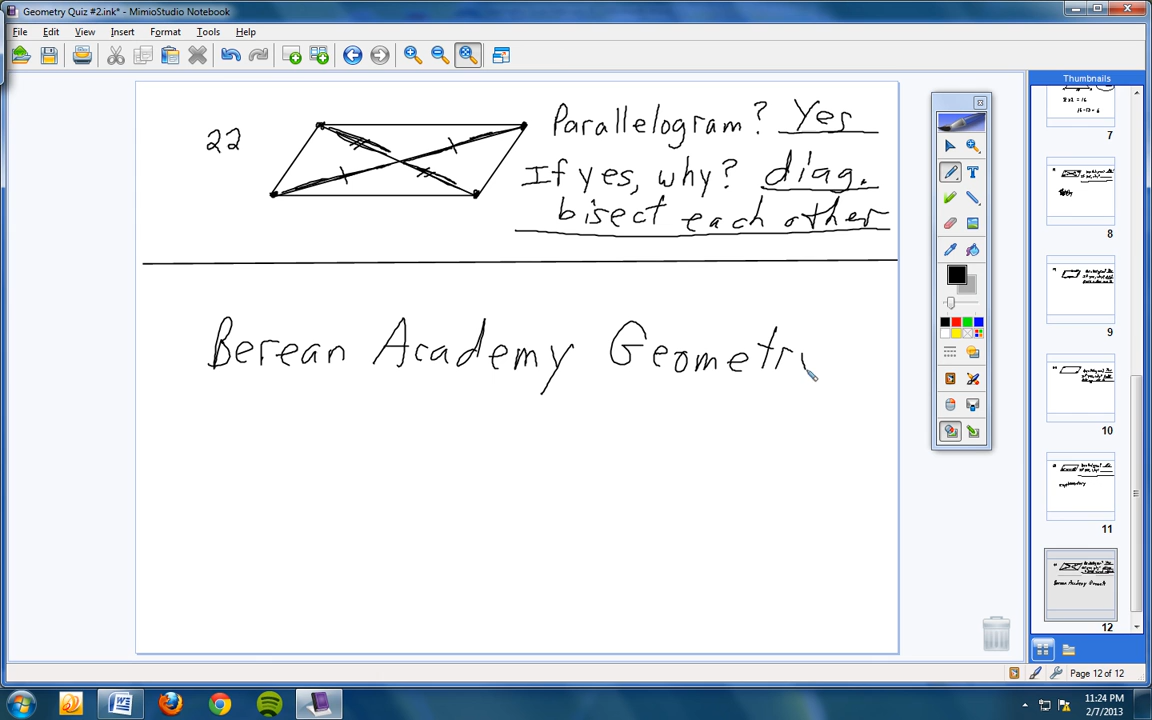 Geometry Quiz #2.ink* - MimioStudio Notebook
File Edit View Insert Format Tools Help
Thumbnails
22
Parallelogram? Yes
If yes, why? diag.
bisect each other
Berean Academy Geometr
7
8
9
10
11
12
Page 12 of 12
11:24 PM
2/7/2013